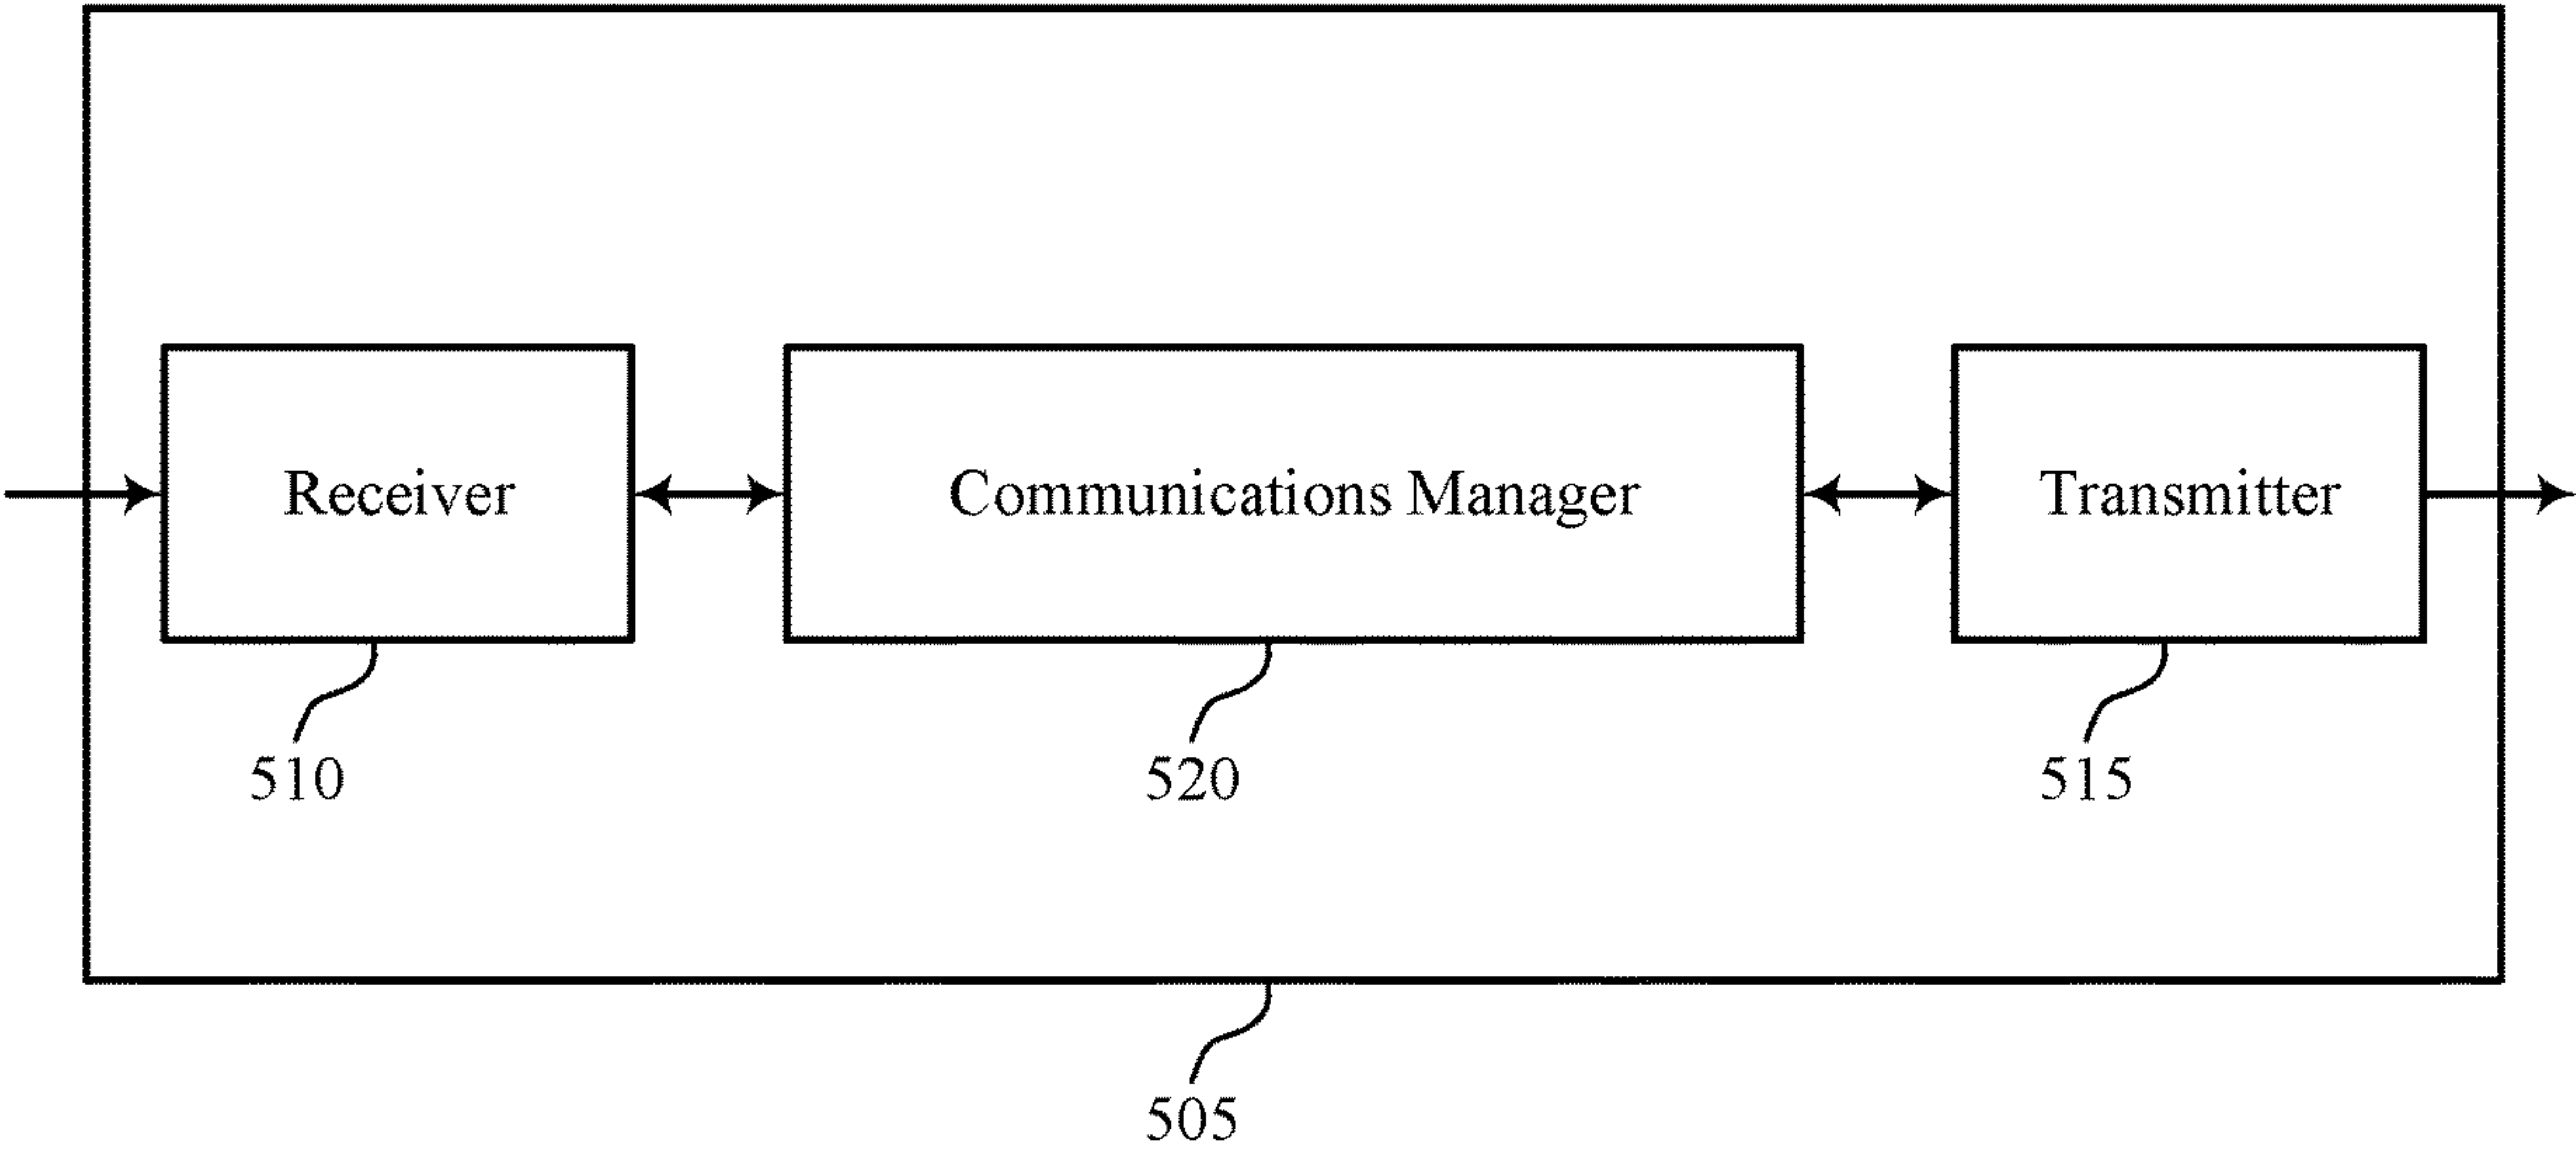 Receiver
Communications Manager
Transmitter
510
520
515
505